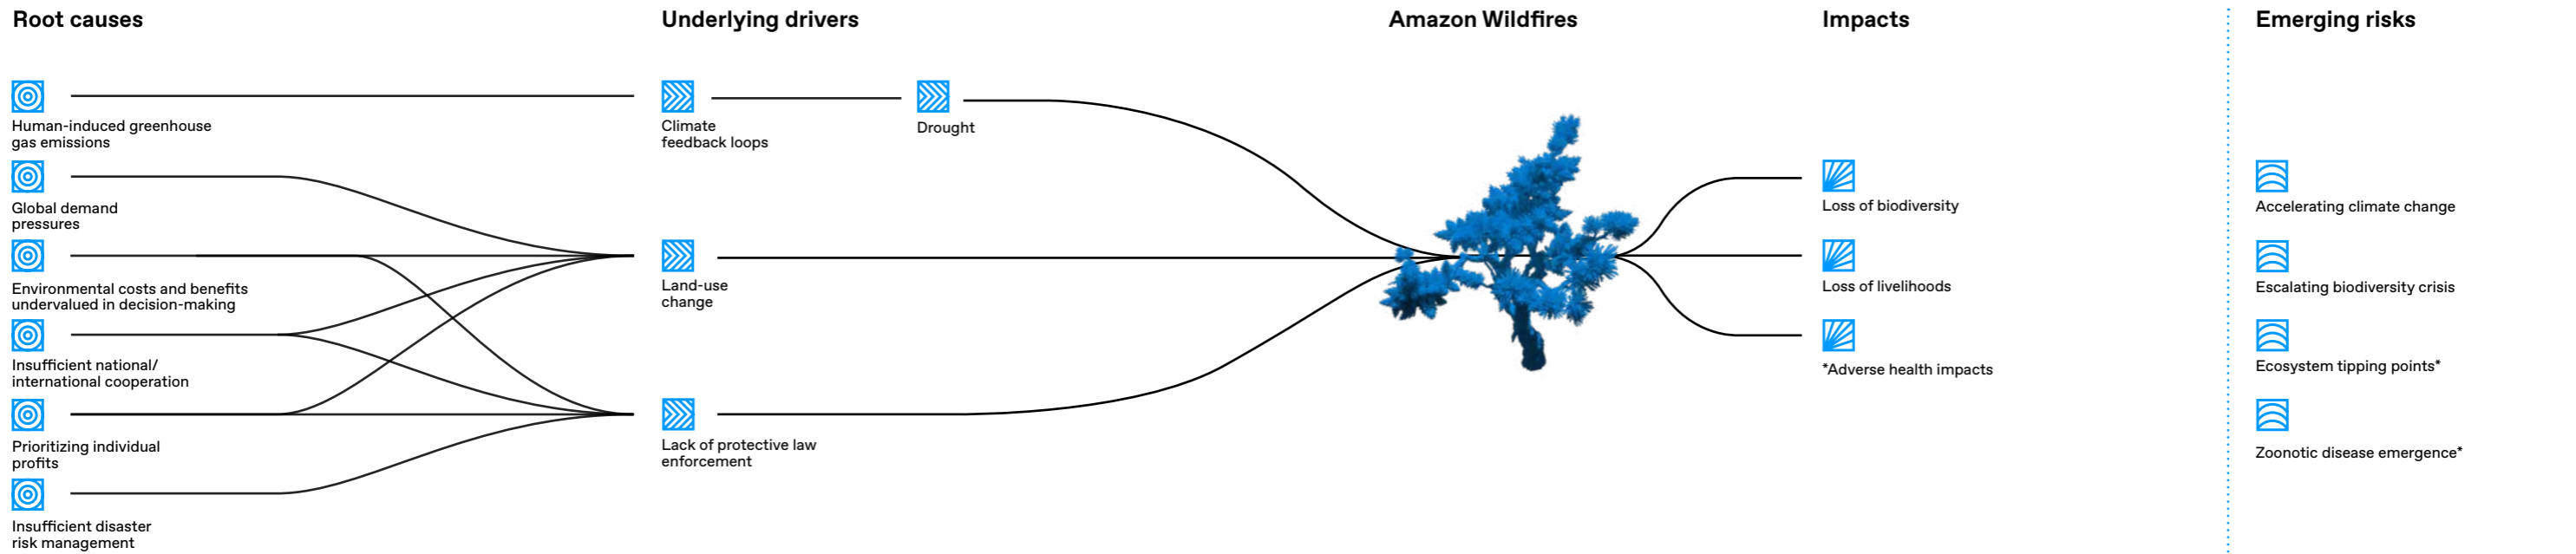 Root causes
Underlying drivers
Amazon Wildfires
Impacts
Emerging risks
Human-induced greenhouse
gas emissions
Global demand
pressures
Environmental costs and benefits
undervalued in decision-making
Insufficient national/
international cooperation
Prioritizing individual
profits
Insufficient disaster
risk management
Climate
feedback loops
Drought
Land-use
change
Lack of protective law
enforcement
Loss of biodiversity
Loss of livelihoods
*Adverse health impacts
Accelerating climate change
Escalating biodiversity crisis
Ecosystem tipping points*
Zoonotic disease emergence*